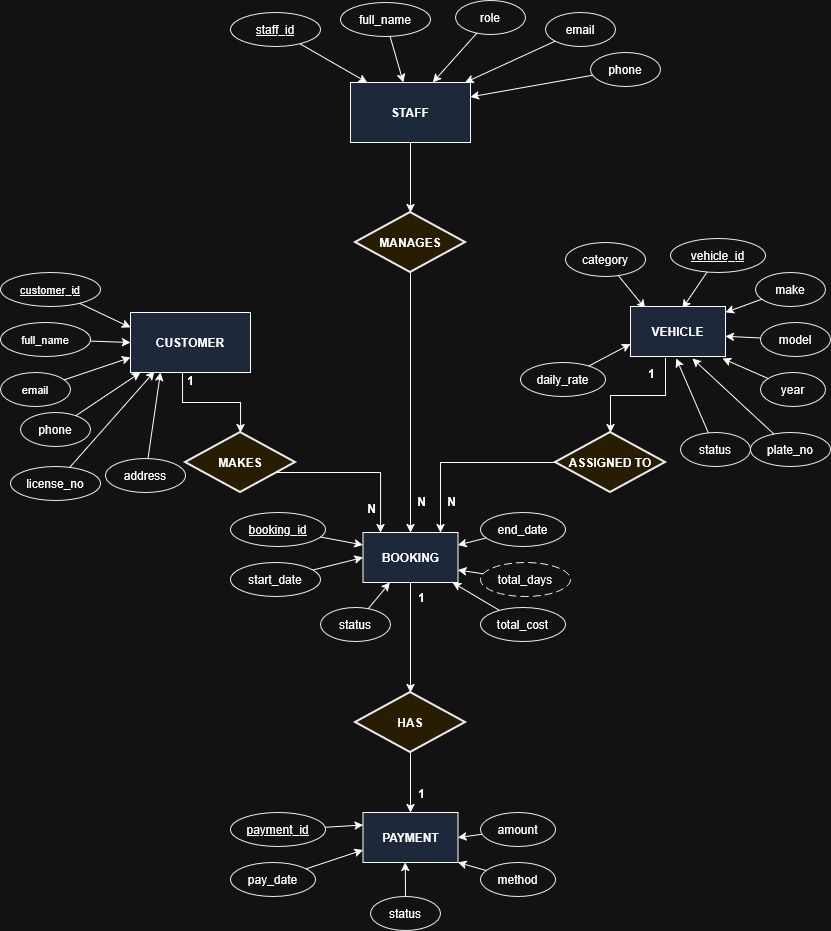 staff_id
full_name
role
email
phone
STAFF
MANAGES
category
vehicle_id
make
model
year
plate_no
status
daily_rate
VEHICLE
1
customer_id
full_name
email
phone
license_no
address
CUSTOMER
1
MAKES
ASSIGNED TO
N
N
N
booking_id
start_date
status
BOOKING
end_date
total_days
total_cost
1
HAS
1
payment_id
pay_date
status
PAYMENT
amount
method